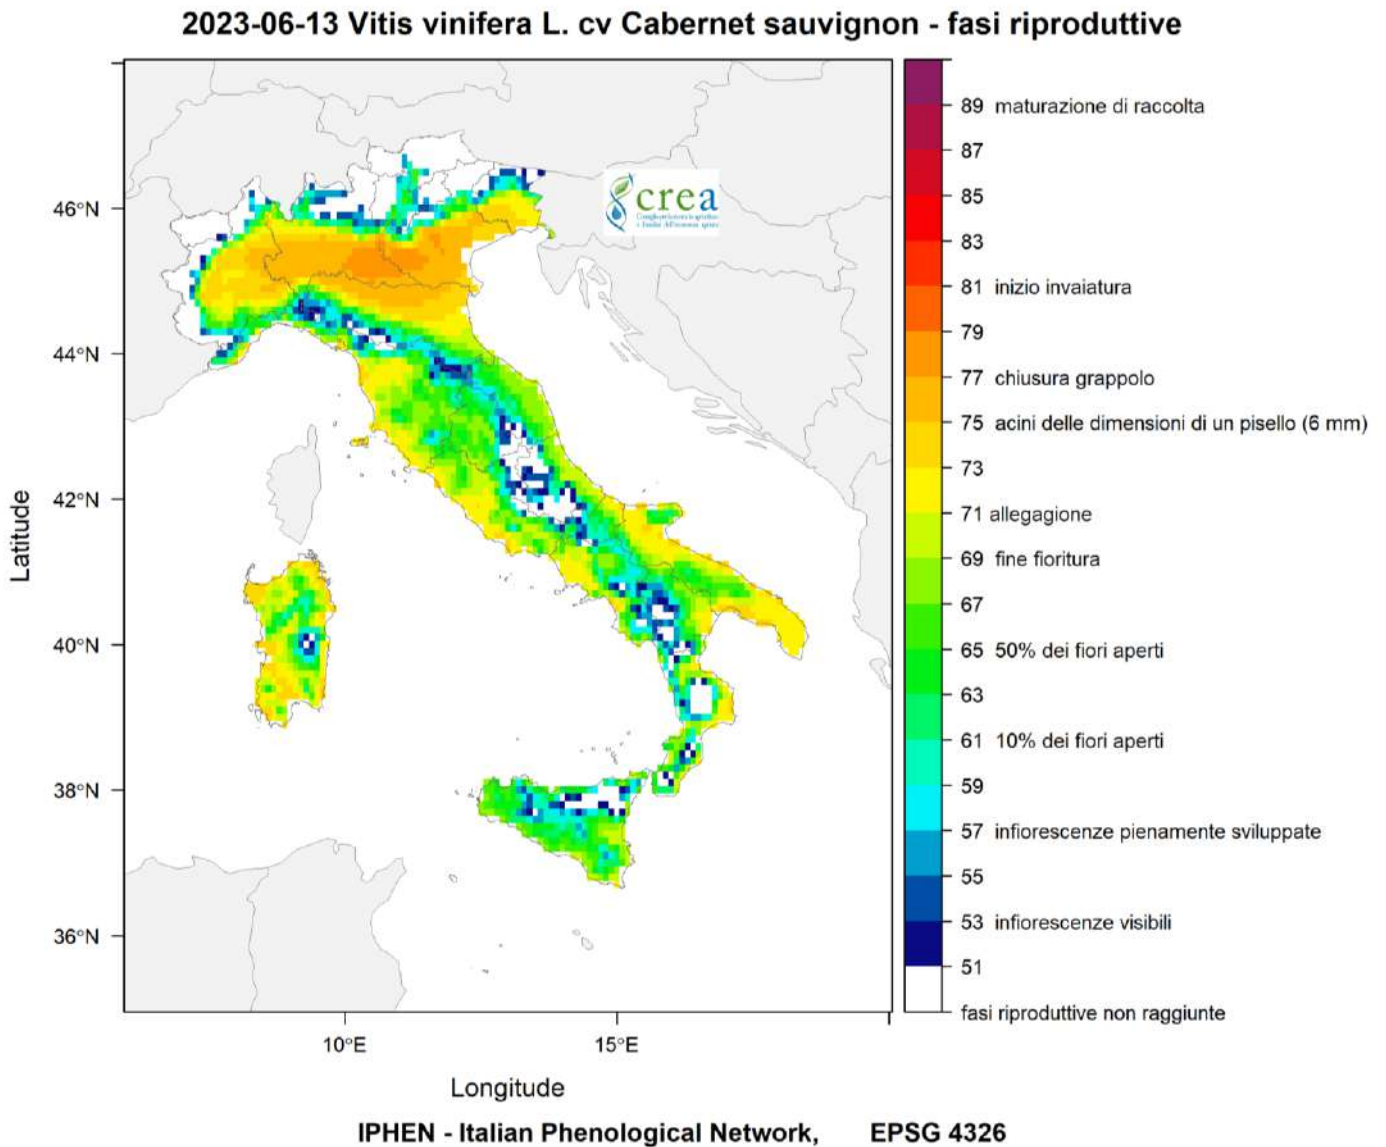 2023-06-13 Vitis vinifera L. cv Cabernet sauvignon - fasi riproduttive
89 maturazione di raccolta
87
85
83
81 inizio invaiatura
79
77 chiusura grappolo
75 acini delle dimensioni di un pisello (6 mm)
73
71 allegagione
69 fine fioritura
67
65 50% dei fiori aperti
63
61 10% dei fiori aperti
59
57 infiorescenze pienamente sviluppate
55
53 infiorescenze visibili
51
fasi riproduttive non raggiunte
crea
46°N
44°N
42°N
40°N
38°N
36°N
Latitude
10°E 15°E
Longitude
IPHEN - Italian Phenological Network, EPSG 4326